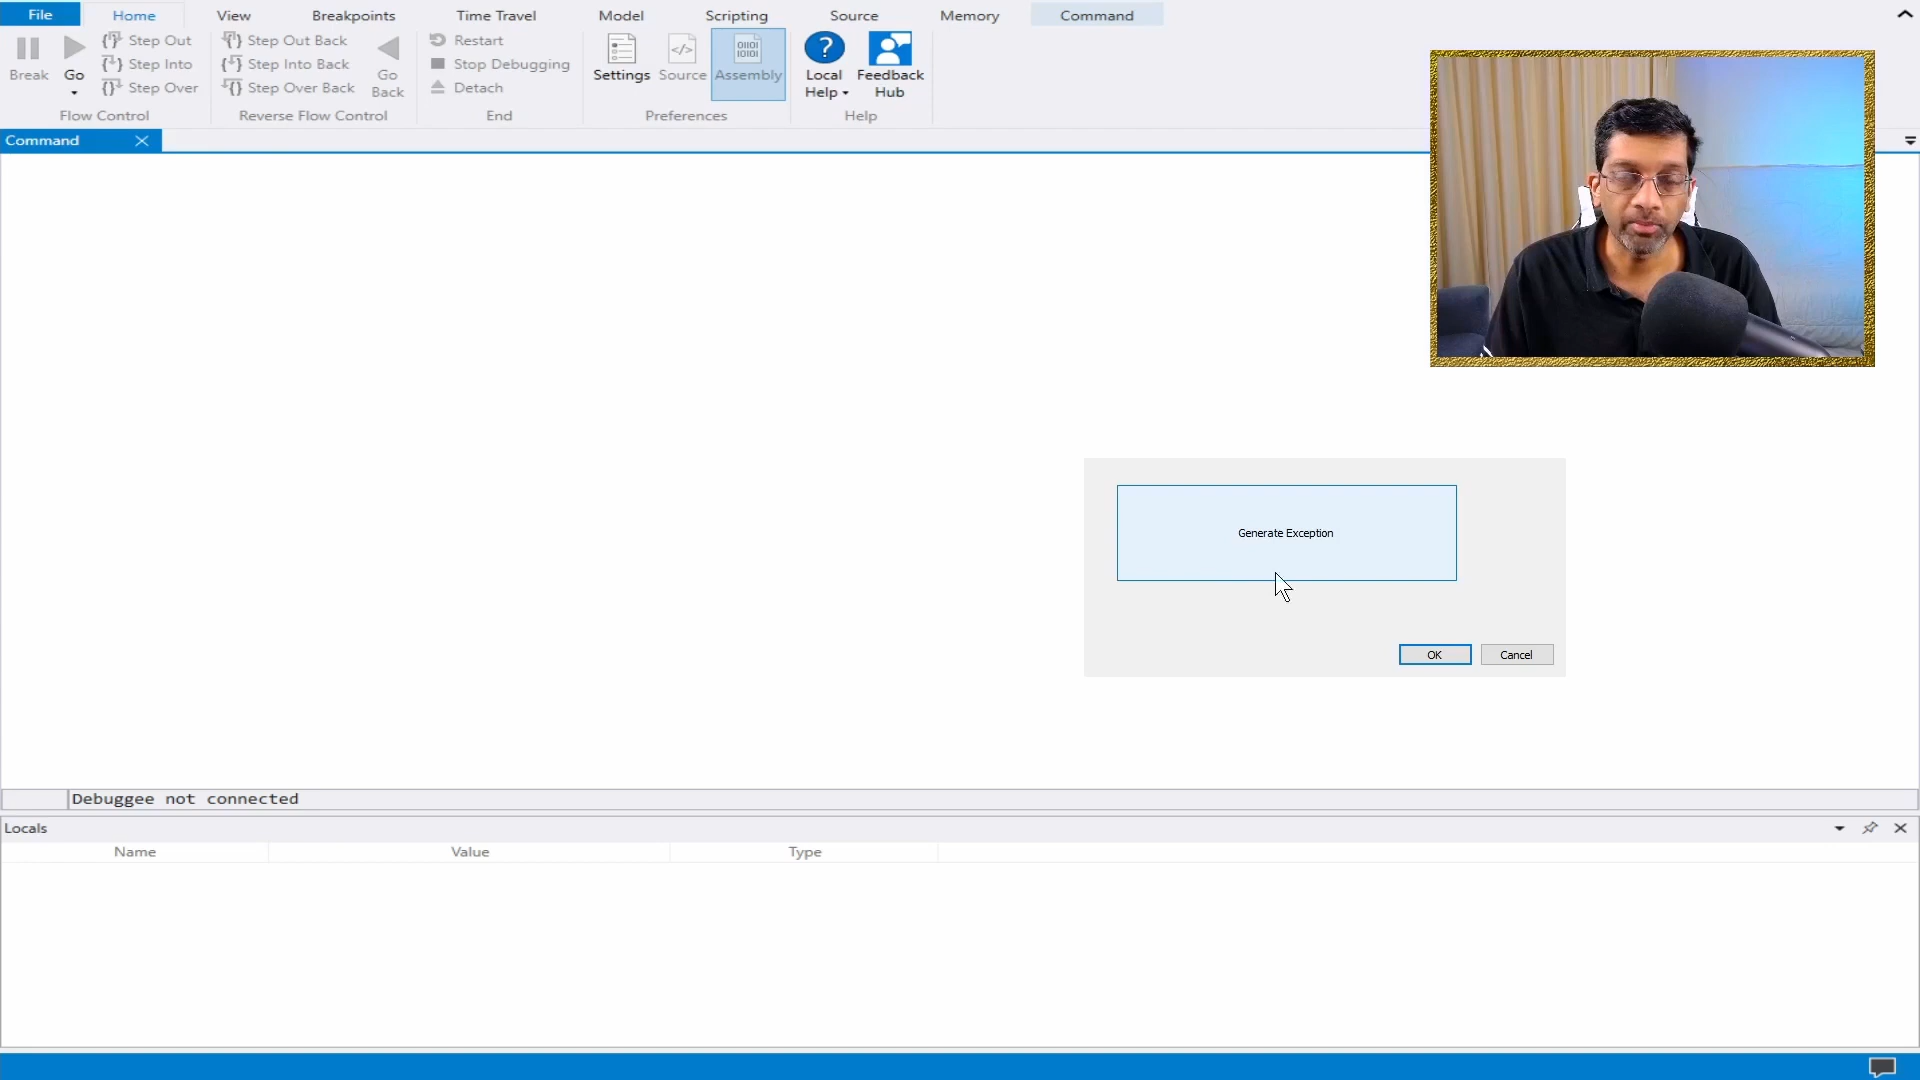 File Home View Breakpoints Time Travel Model Scripting Source Memory Command
Break
Go
Step Out
Step Into
Step Over
Flow Control
Step Out Back
Step Into Back
Step Over Back
Go
Back
Reverse Flow Control
Restart
Stop Debugging
Detach
End
Settings
Source
Assembly
Preferences
Local
Help
Feedback
Hub
Help
Command
Generate Exception
OK Cancel
Debuggee not connected
Locals
Name Value Type